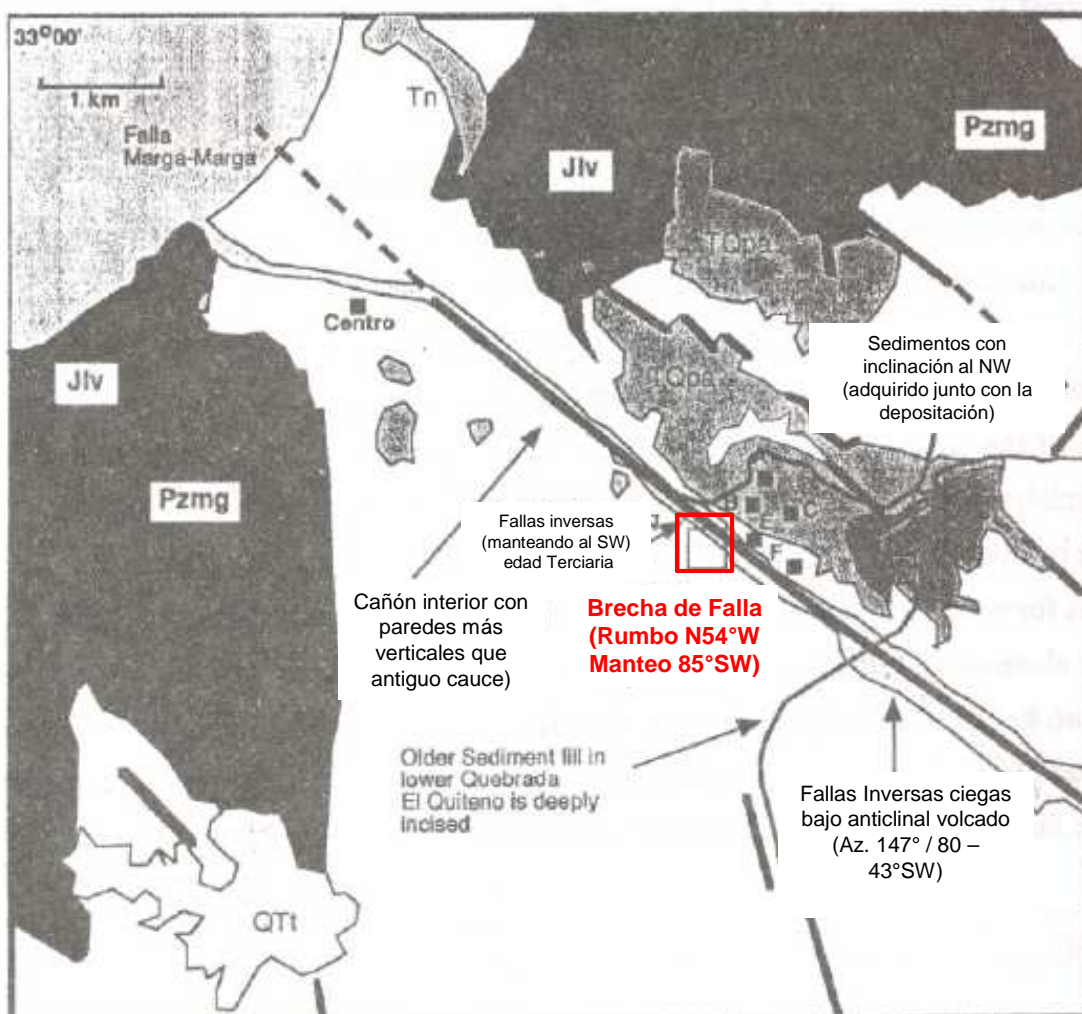 33°00'
1 km
Falla
Marga-Marga
Tn
Pzmg
Jlv
TQpa
Centro
Jlv
TQpa
Sedimentos con
inclinación al NW
(adquirido junto con la
depositación)
Pzmg
C
E
F
Fallas inversas
(manteando al SW)
edad Terciaria
Cañón interior con
paredes más
verticales que
antiguo cauce)
Brecha de Falla
(Rumbo N54°W
Manteo 85°SW)
Older Sediment fill in
lower Quebrada
El Quiteno is deeply
incised
Fallas Inversas ciegas
bajo anticlinal volcado
(Az. 147° / 80 –
43°SW)
QTt